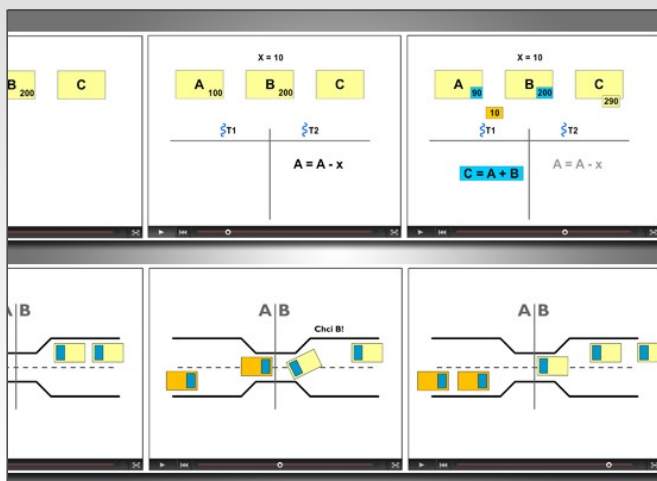 B 200 C
X = 10
A 100 B 200 C
T1 T2
A = A - x
X = 10
A 90 B 200 C 290
10
T1 T2
C = A + B A = A - x
A B
A B
Chci B!
A B